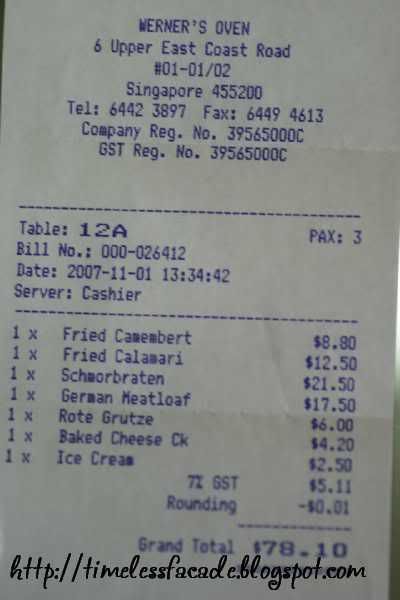 WERNER'S OVEN
6 Upper East Coast Road
#01-01/02
Singapore 455200
Tel: 6442 3897 Fax: 6449 4613
Company Reg. No. 39565000C
GST Reg. No. 39565000C
Table: 12A PAX: 3
Bill No.: 000-026412
Date: 2007-11-01 13:34:42
Server: Cashier
1 x Fried Camembert $8.80
1 x Fried Calamari $12.50
1 x Schmorbraten $21.50
1 x German Meatloaf $17.50
1 x Rote Grutze $6.00
1 x Baked Cheese Ck $4.20
1 x Ice Cream $2.50
7% GST $5.11
Rounding -$0.01
Grand Total $78.10
http://timelessfacade.blogspot.com